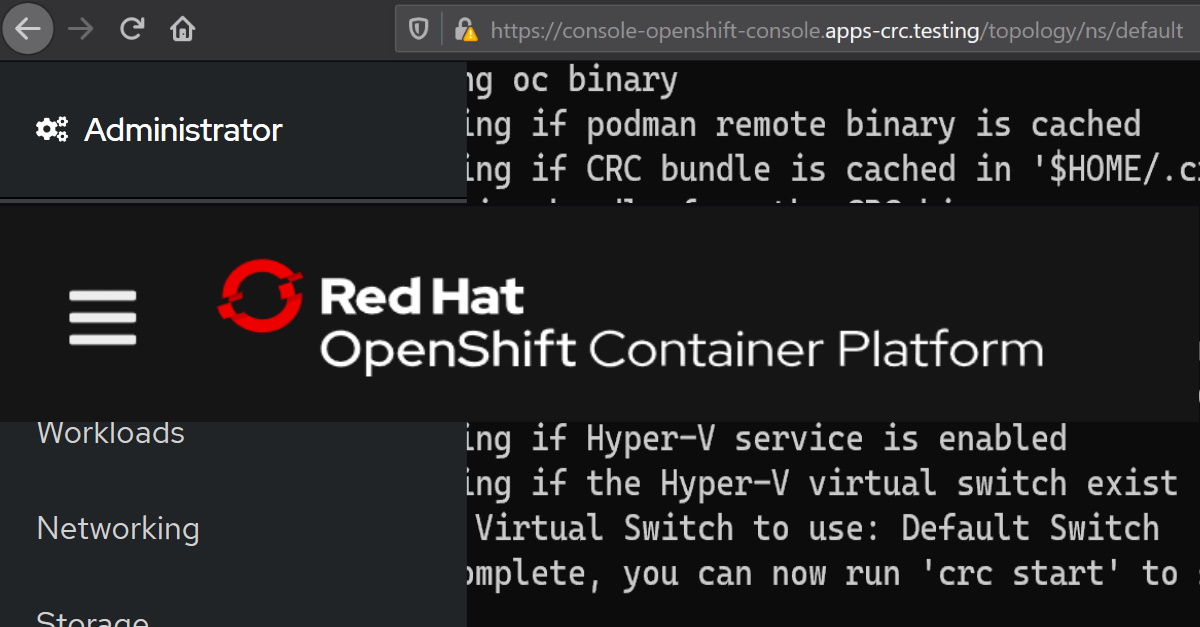 https://console-openshift-console.apps-crc.testing/topology/ns/default
Administrator
ng oc binary
ing if podman remote binary is cached
ing if CRC bundle is cached in '$HOME/.c
Red Hat
OpenShift Container Platform
Workloads
Networking
Storage
ing if Hyper-V service is enabled
ing if the Hyper-V virtual switch exist
Virtual Switch to use: Default Switch
omplete, you can now run 'crc start' to